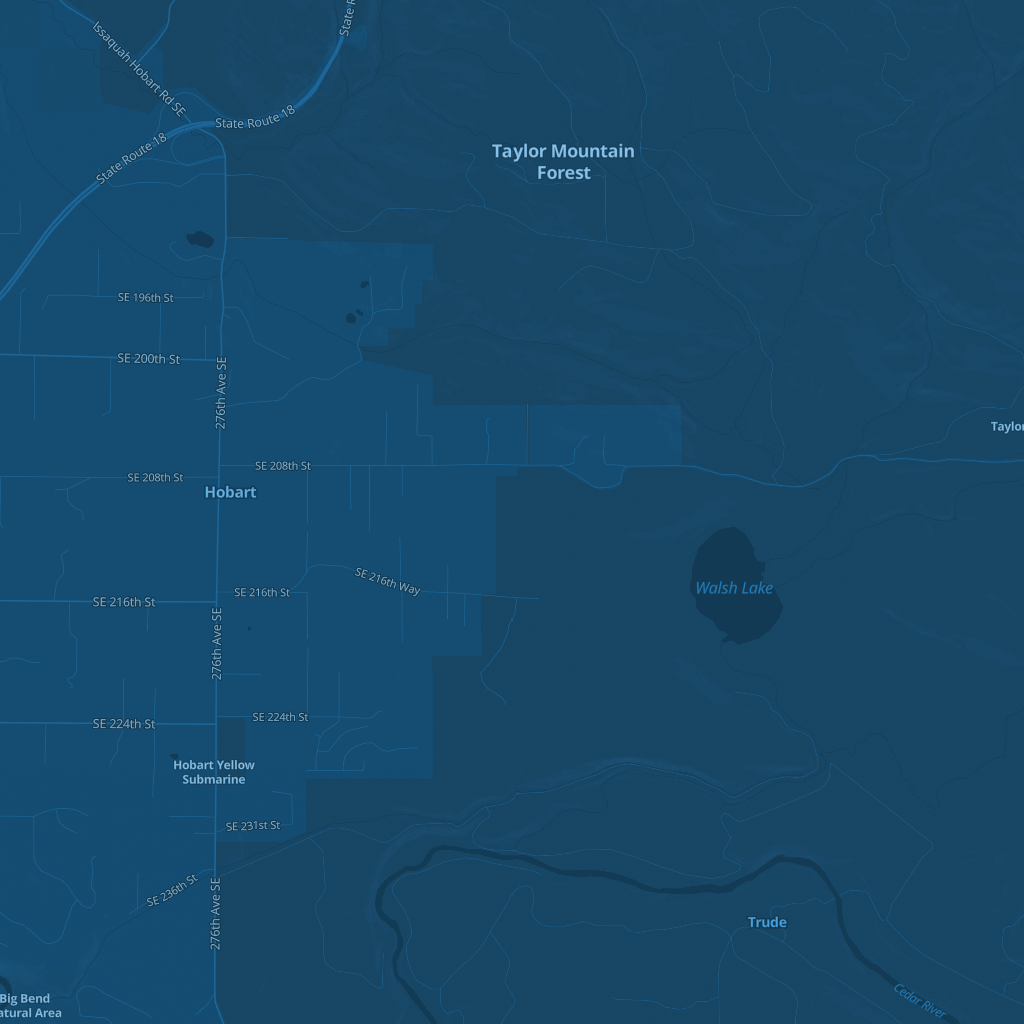 State R
Issaquah Hobart Rd SE
State Route 18
State Route 18
Taylor Mountain
Forest
SE 196th St
SE 200th St
276th Ave SE
Taylor
SE 208th St
SE 208th St
Hobart
SE 216th Way
Walsh Lake
SE 216th St
SE 216th St
276th Ave SE
SE 224th St
SE 224th St
Hobart Yellow
Submarine
SE 231st St
SE 236th St
276th Ave SE
Trude
Cedar River
Big Bend
atural Area